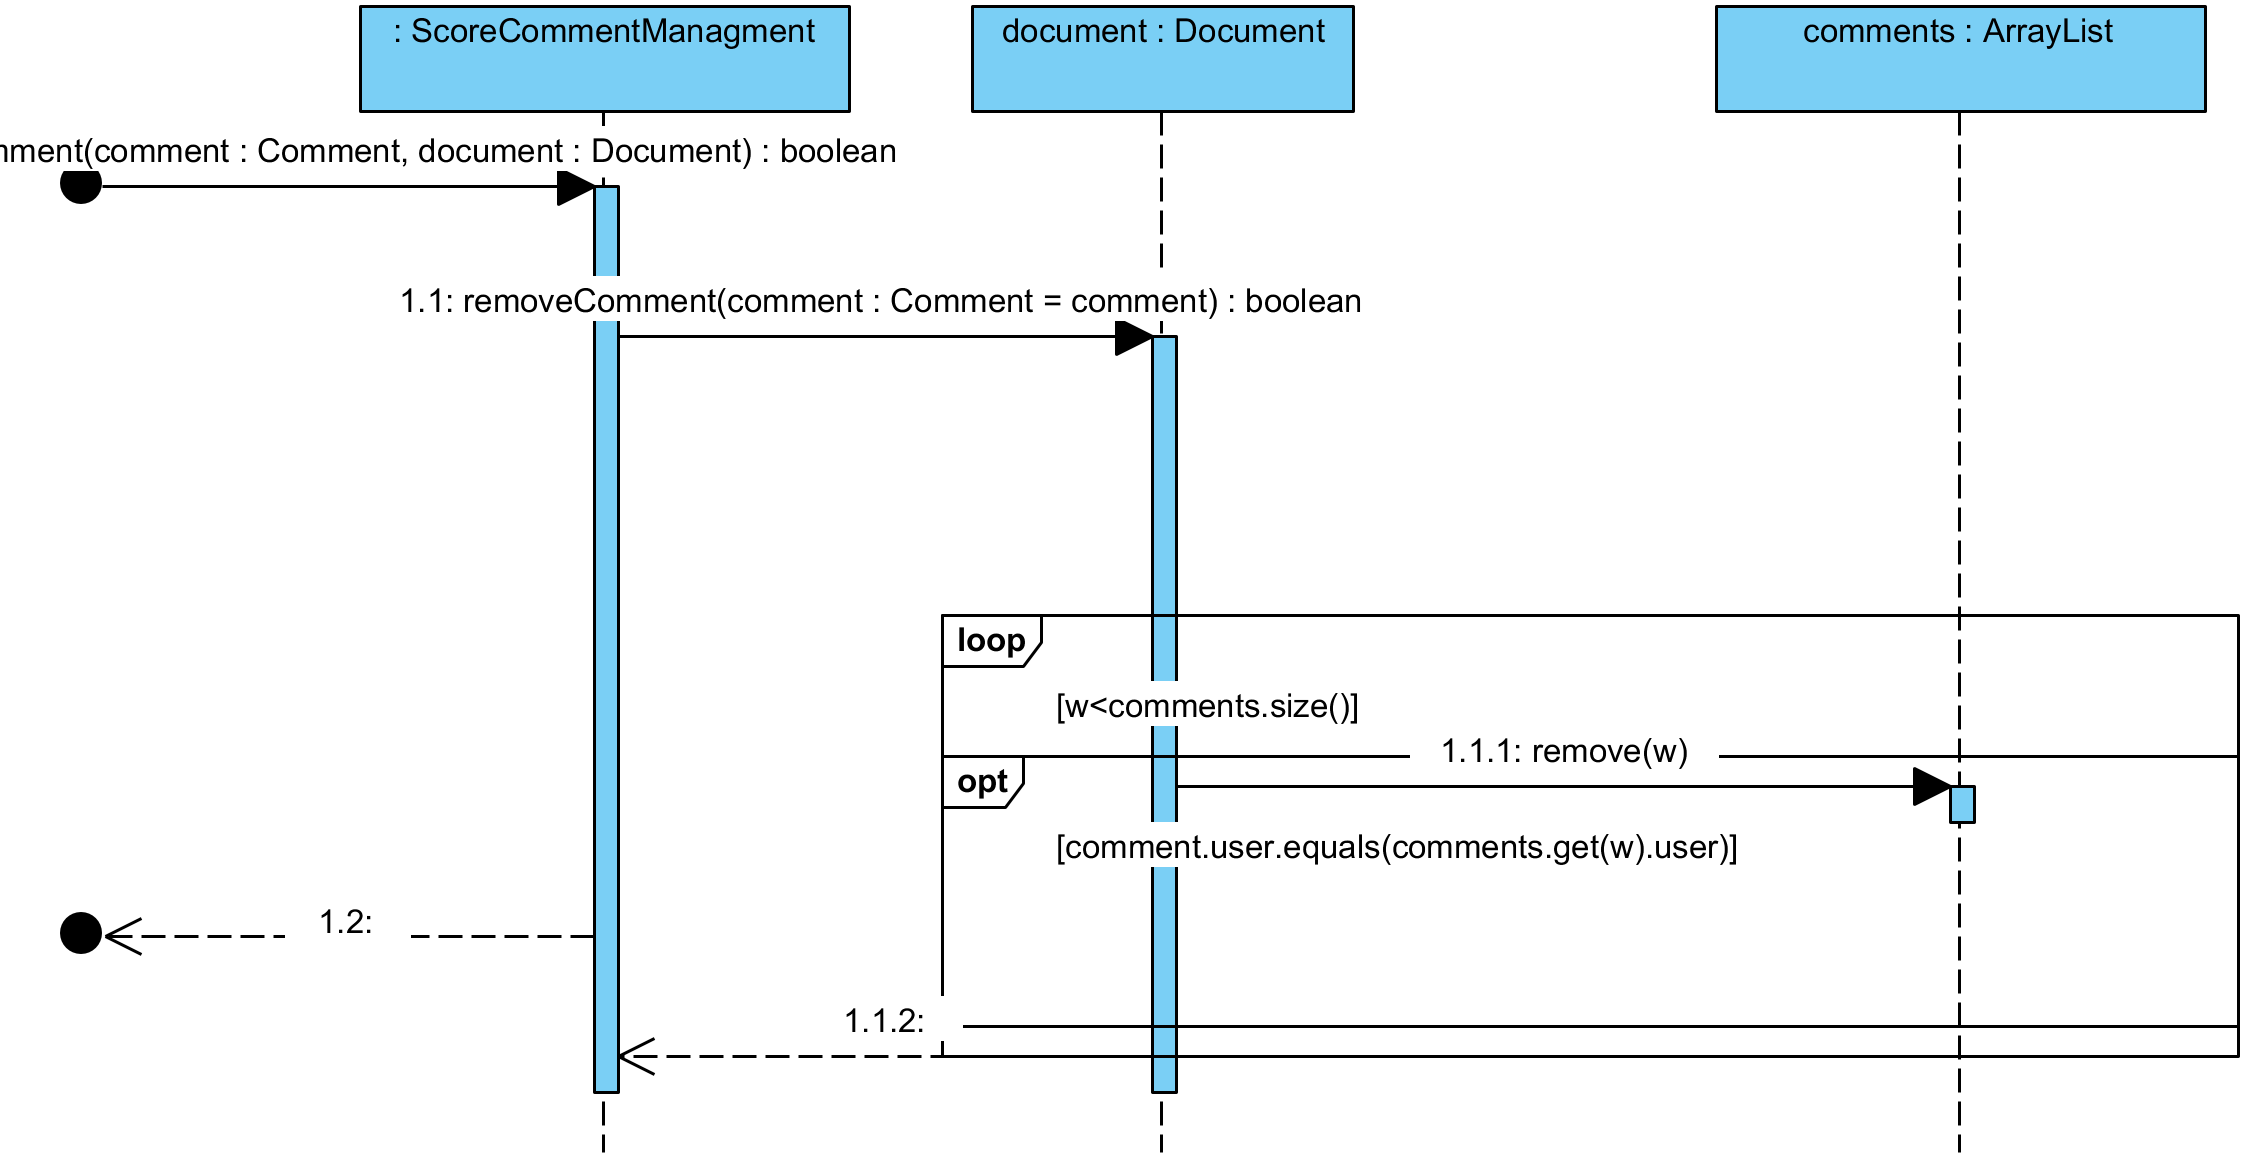 : ScoreCommentManagment
document : Document
comments : ArrayList
(comment : Comment, document : Document) : boolean
1.1: removeComment(comment : Comment = comment) : boolean
loop
[w<comments.size()]
1.1.1: remove(w)
opt
[comment.user.equals(comments.get(w).user)]
1.2:
1.1.2: